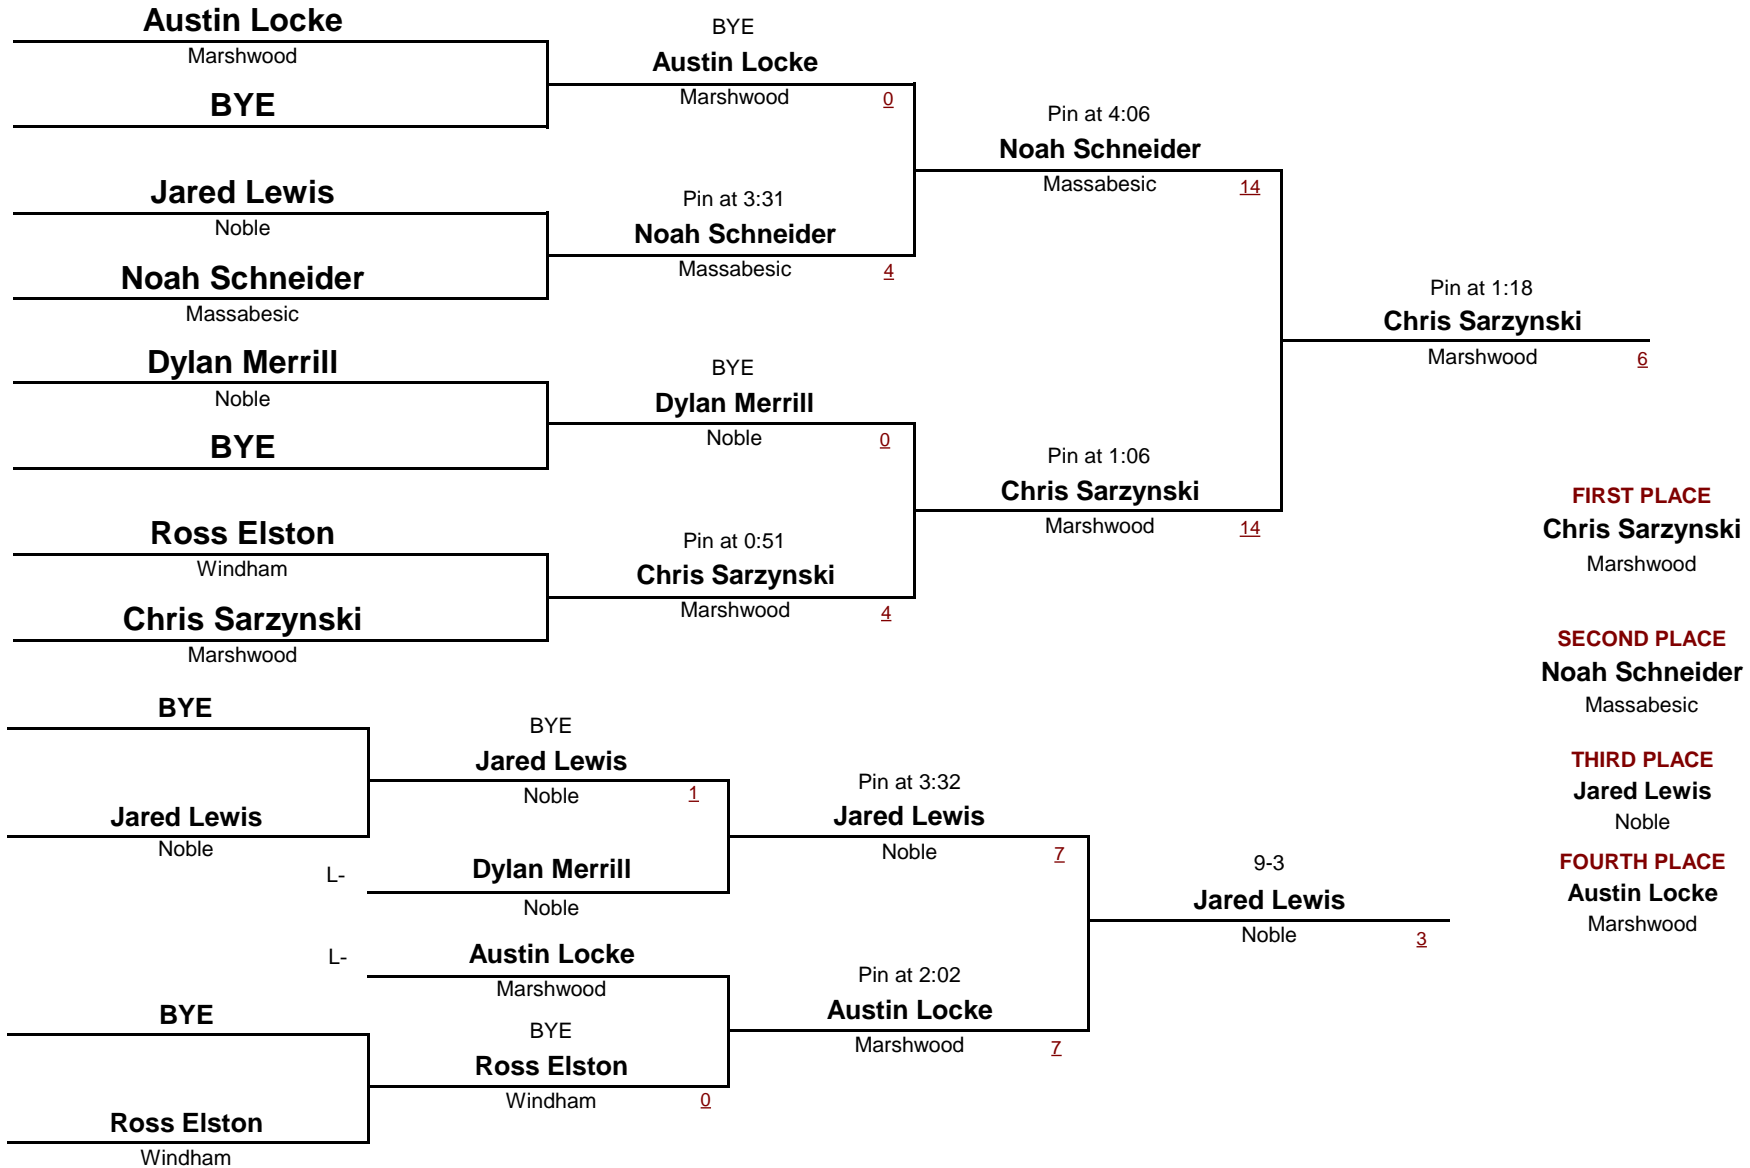 Austin Locke
Marshwood
BYE
Jared Lewis
Noble
Noah Schneider
Massabesic
Dylan Merrill
Noble
BYE
Ross Elston
Windham
Chris Sarzynski
Marshwood
BYE
Austin Locke
Marshwood 0
Pin at 3:31
Noah Schneider
Massabesic 4
BYE
Dylan Merrill
Noble 0
Pin at 0:51
Chris Sarzynski
Marshwood 4
Pin at 4:06
Noah Schneider
Massabesic 14
Pin at 1:06
Chris Sarzynski
Marshwood 14
Pin at 1:18
Chris Sarzynski
Marshwood 6
FIRST PLACE
Chris Sarzynski
Marshwood
SECOND PLACE
Noah Schneider
Massabesic
THIRD PLACE
Jared Lewis
Noble
FOURTH PLACE
Austin Locke
Marshwood
BYE
Jared Lewis
Noble
BYE
Ross Elston
Windham
BYE
Jared Lewis
Noble 1
L- Dylan Merrill
Noble
L- Austin Locke
Marshwood
BYE
Ross Elston
Windham 0
Pin at 3:32
Jared Lewis
Noble 7
Pin at 2:02
Austin Locke
Marshwood 7
9-3
Jared Lewis
Noble 3